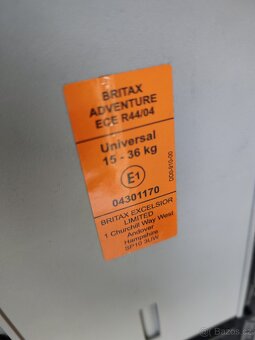 BRITAX
ADVENTURE
ECE R44/04
Universal
15 - 36 kg
E1
04301170
BRITAX EXCELSIOR
LIMITED
1 Churchill Way West
Andover
Hampshire
SP10 3UW